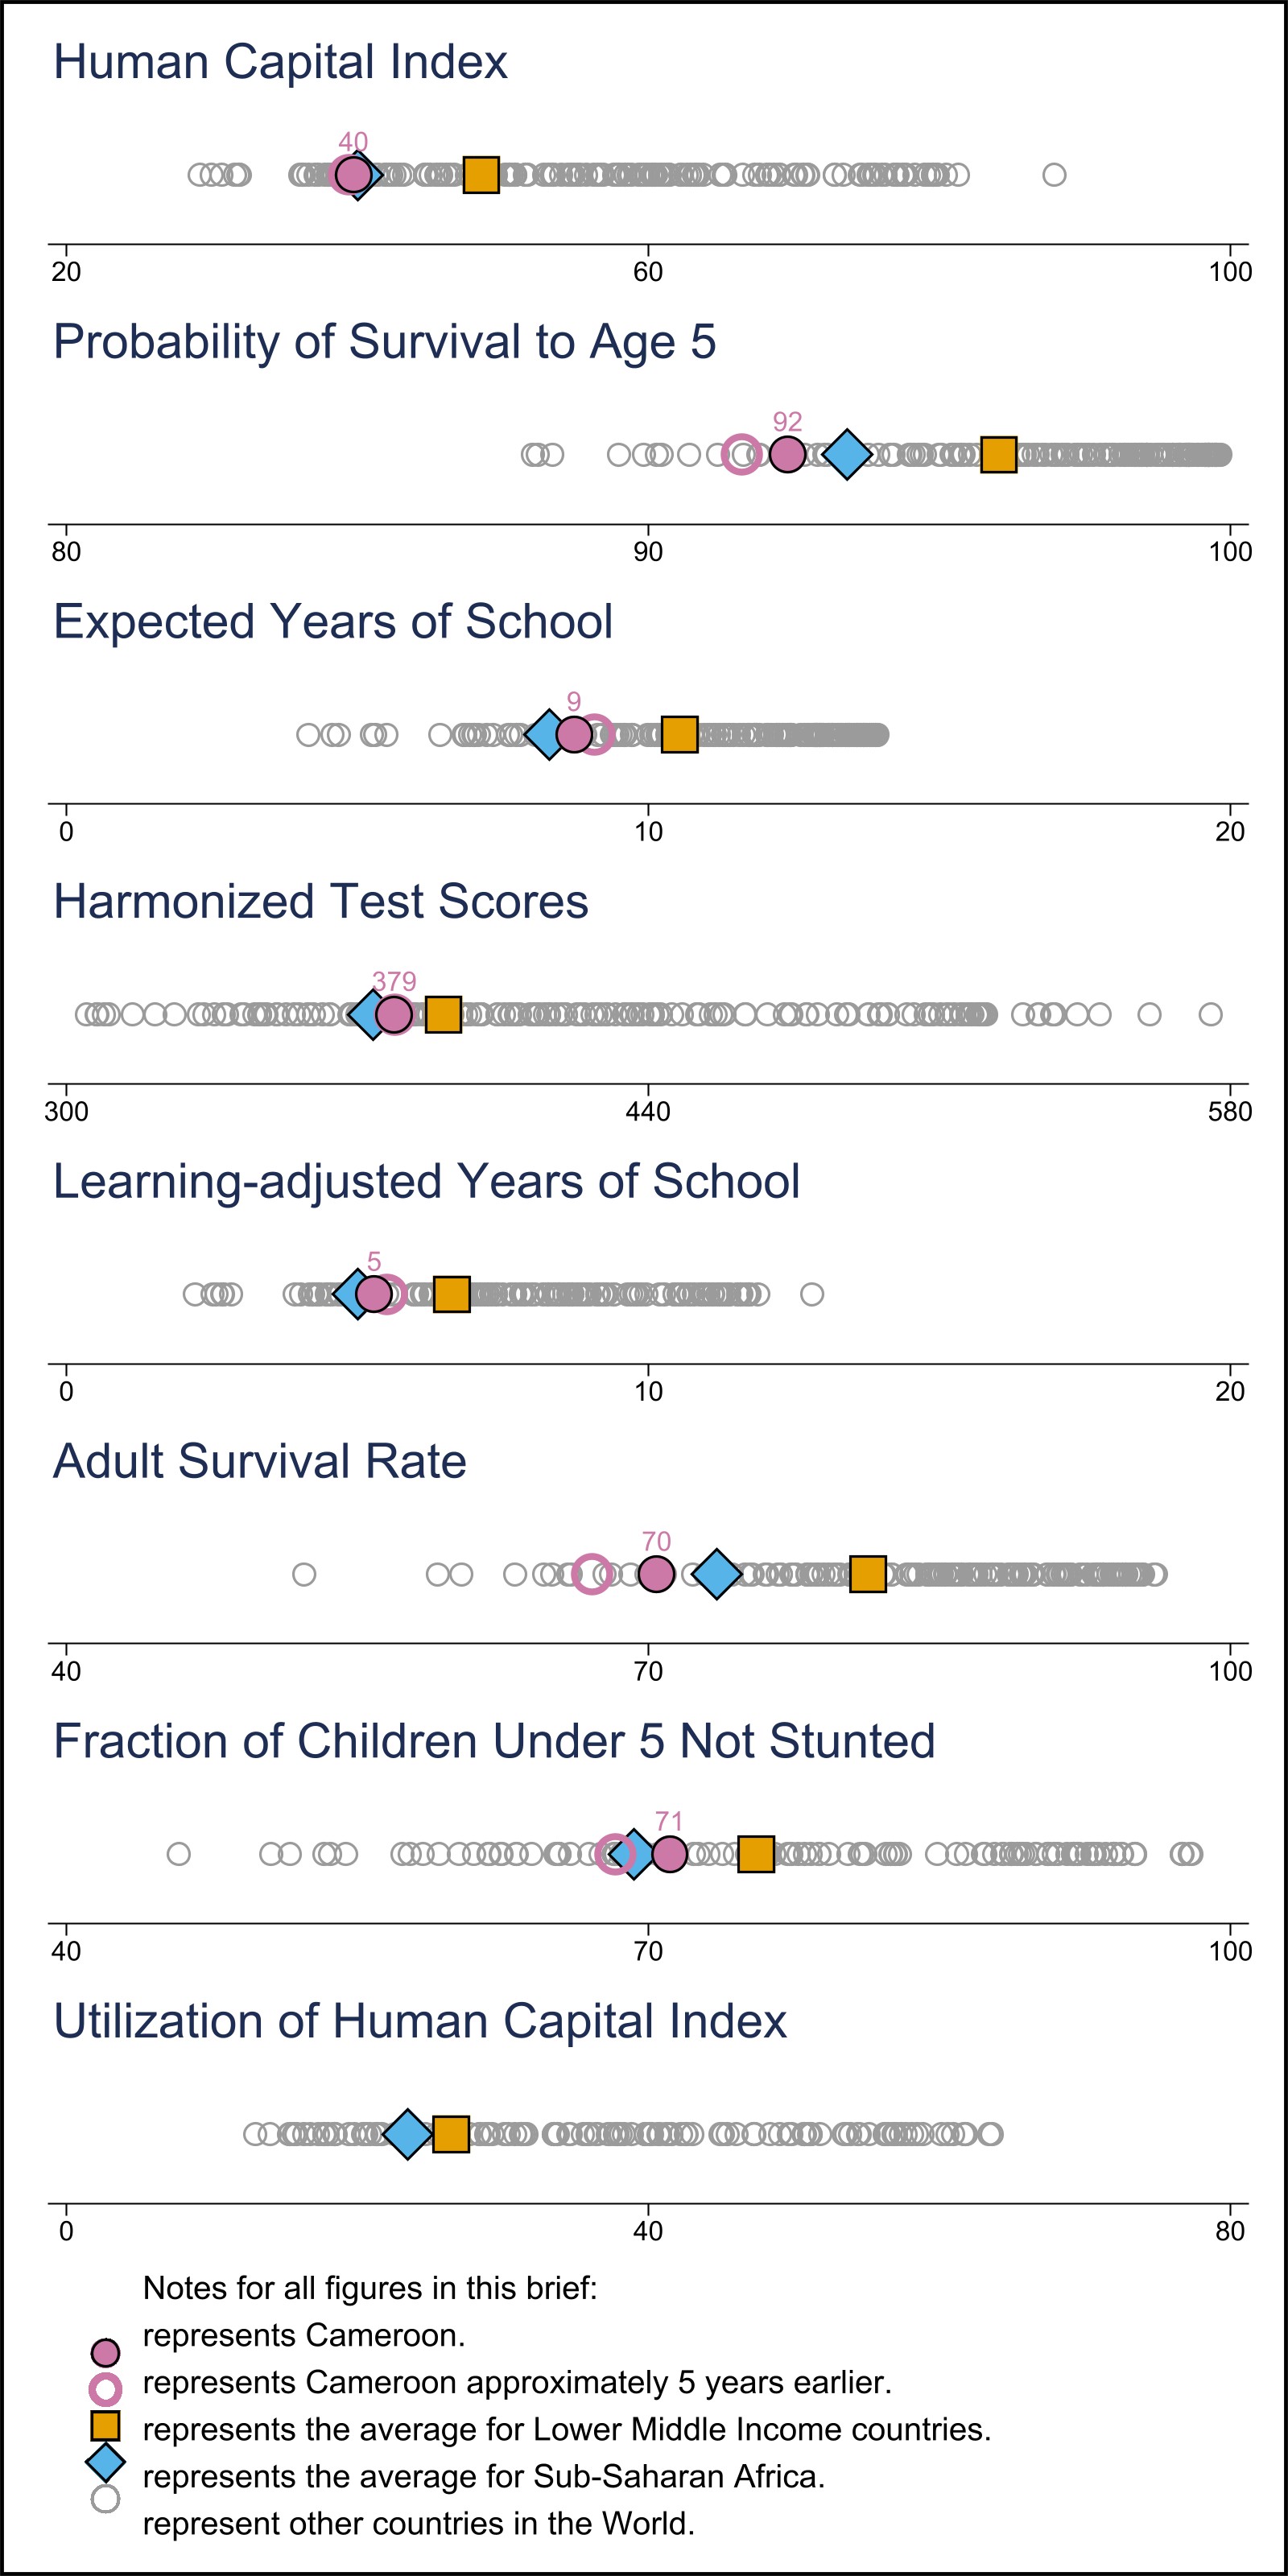 Human Capital Index
40
20 60 100
Probability of Survival to Age 5
92
80 90 100
Expected Years of School
9
0 10 20
Harmonized Test Scores
379
300 440 580
Learning-adjusted Years of School
5
0 10 20
Adult Survival Rate
70
40 70 100
Fraction of Children Under 5 Not Stunted
71
40 70 100
Utilization of Human Capital Index
0 40 80
Notes for all figures in this brief:
represents Cameroon.
represents Cameroon approximately 5 years earlier.
represents the average for Lower Middle Income countries.
represents the average for Sub-Saharan Africa.
represent other countries in the World.